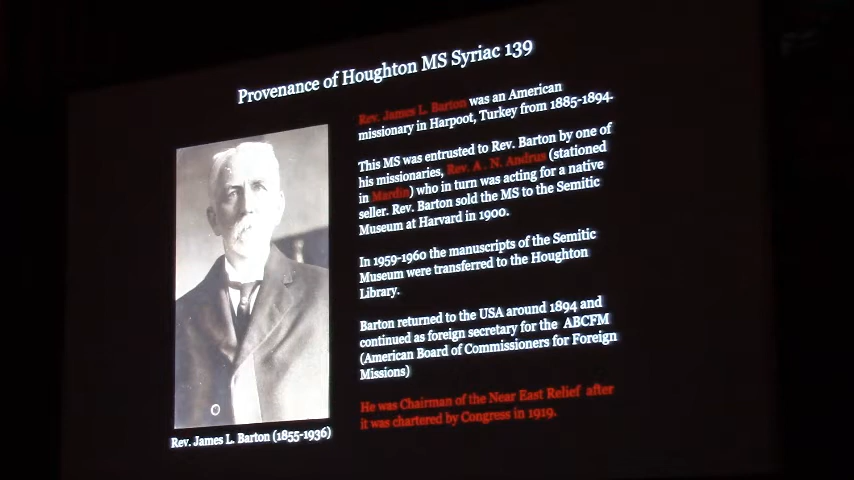 Provenance of Houghton MS Syriac 139
Rev. James L. Barton was an American
missionary in Harpoot, Turkey from 1885-1894.
This MS was entrusted to Rev. Barton by one of
his missionaries, Rev. A . N. Andrus (stationed
in Mardin) who in turn was acting for a native
seller. Rev. Barton sold the MS to the Semitic
Museum at Harvard in 1900.
In 1959-1960 the manuscripts of the Semitic
Museum were transferred to the Houghton
Library.
Barton returned to the USA around 1894 and
continued as foreign secretary for the ABCFM
(American Board of Commissioners for Foreign
Missions)
He was Chairman of the Near East Relief after
it was chartered by Congress in 1919.
Rev. James L. Barton (1855-1936)